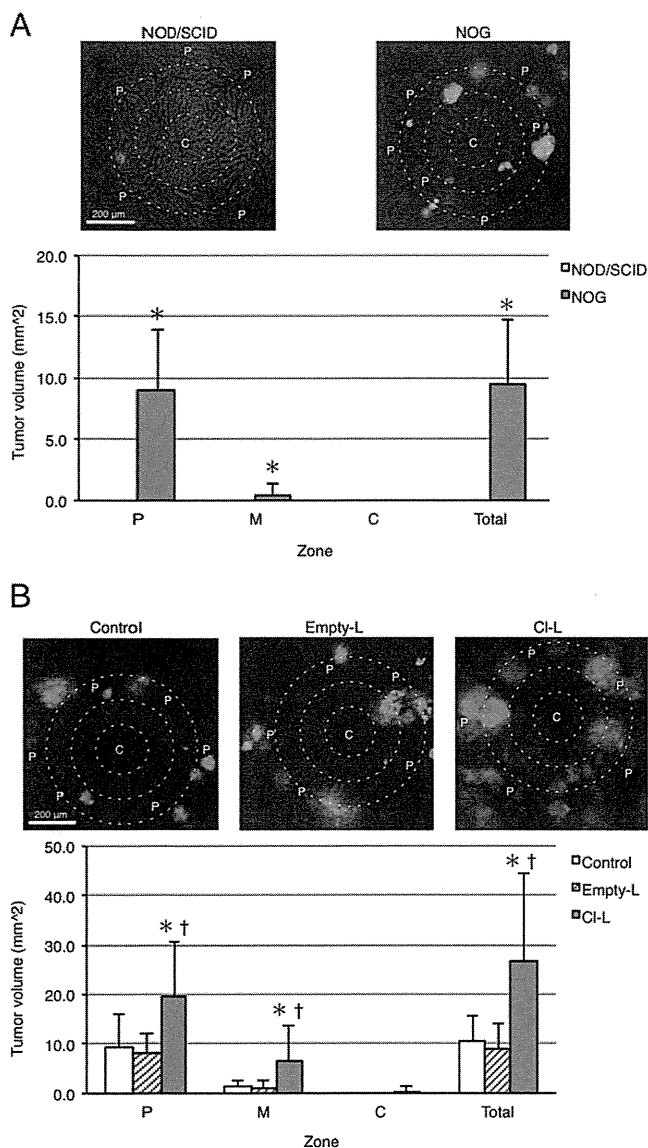 A
NOD/SCID
NOG
P
P
P
P
C
P
P
200 µm
P
P
P
P
C
P
P
20.0
15.0
10.0
5.0
0.0
Tumor volume (mm^2)
NOD/SCID
NOG
*
*
*
P M C Total
Zone
B
Control
Empty-L
Cl-L
P
P
P
P
C
P
P
200 µm
P
P
P
C
P
P
P
P
P
C
P
P
50.0
40.0
30.0
20.0
10.0
0.0
Tumor volume (mm^2)
Control
Empty-L
Cl-L
* †
* †
* †
P M C Total
Zone